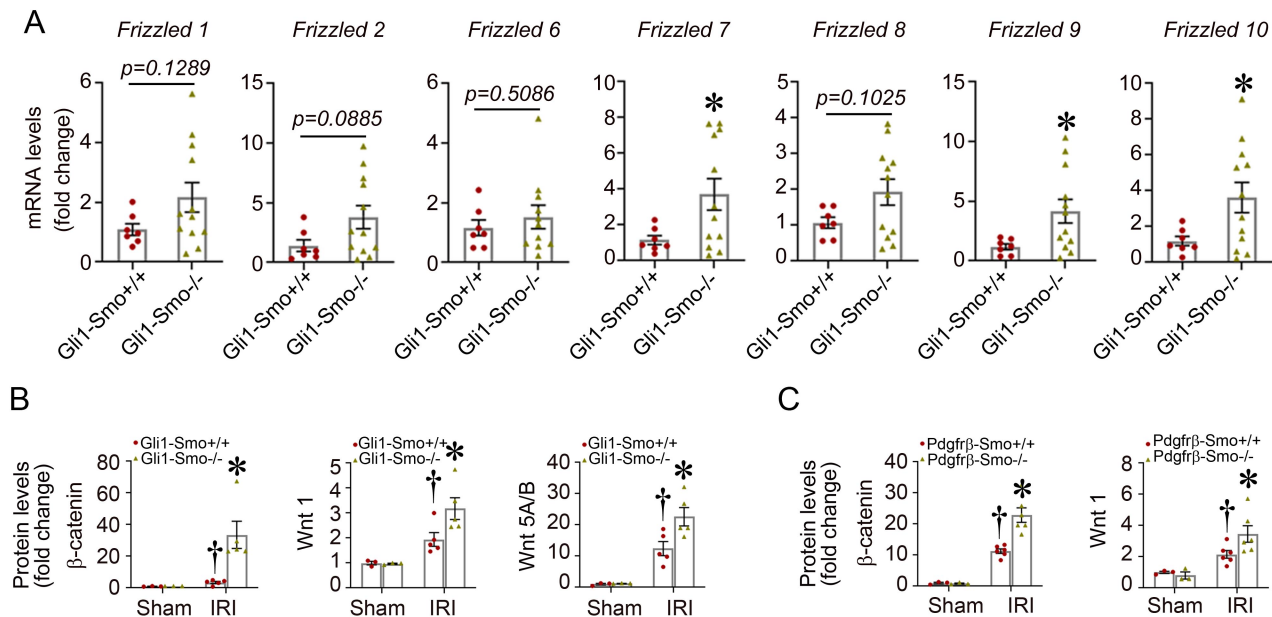 A
Frizzled 1
Frizzled 2
Frizzled 6
Frizzled 7
Frizzled 8
Frizzled 9
Frizzled 10
mRNA levels
(fold change)
6
4
2
0
p=0.1289
Gli1-Smo+/+
Gli1-Smo-/-
15
10
5
0
p=0.0885
Gli1-Smo+/+
Gli1-Smo-/-
6
4
2
0
p=0.5086
Gli1-Smo+/+
Gli1-Smo-/-
10
8
6
4
2
0
*
Gli1-Smo+/+
Gli1-Smo-/-
5
4
3
2
1
0
p=0.1025
Gli1-Smo+/+
Gli1-Smo-/-
15
10
5
0
*
Gli1-Smo+/+
Gli1-Smo-/-
10
8
6
4
2
0
*
Gli1-Smo+/+
Gli1-Smo-/-
B
Protein levels
(fold change)
β-catenin
Gli1-Smo+/+
Gli1-Smo-/-
80
60
40
20
0
†
*
Sham
IRI
Wnt 1
Gli1-Smo+/+
Gli1-Smo-/-
5
4
3
2
1
0
†
*
Sham
IRI
Wnt 5A/B
Gli1-Smo+/+
Gli1-Smo-/-
40
30
20
10
0
†
*
Sham
IRI
C
Protein levels
(fold change)
β-catenin
Pdgfrβ-Smo+/+
Pdgfrβ-Smo-/-
40
30
20
10
0
†
*
Sham
IRI
Wnt 1
Pdgfrβ-Smo+/+
Pdgfrβ-Smo-/-
8
6
4
2
0
†
*
Sham
IRI